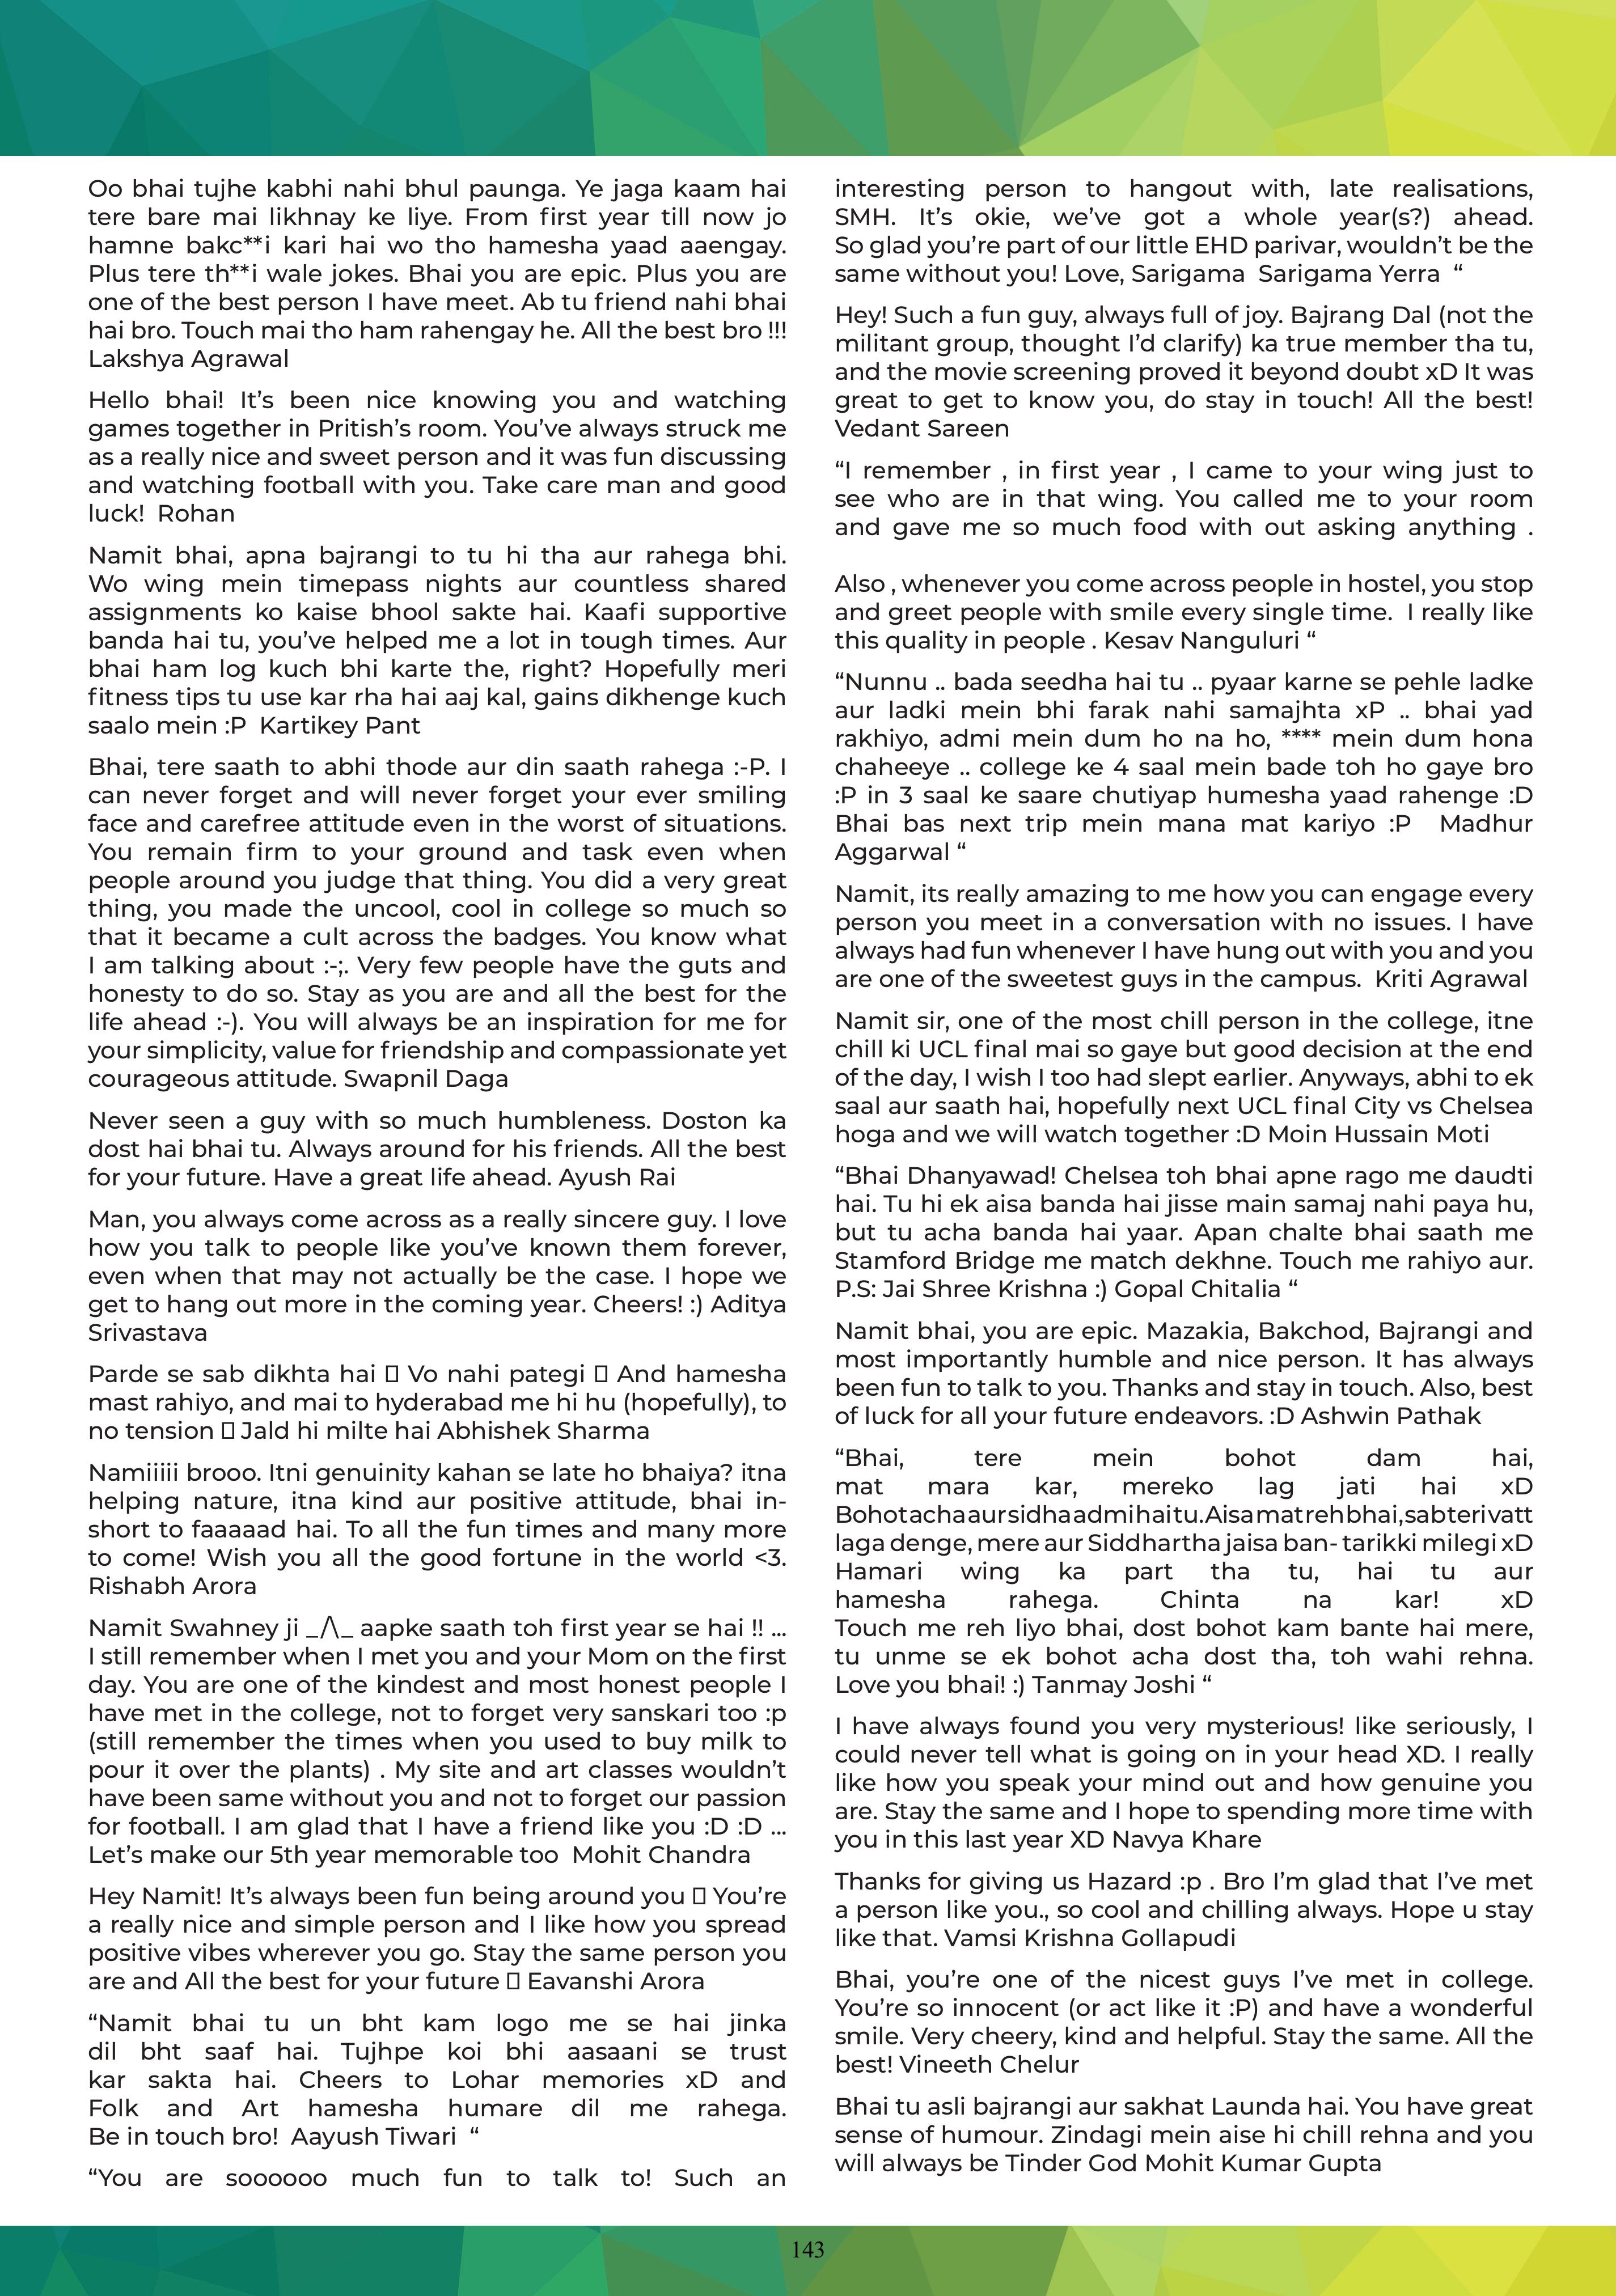 Oo bhai tujhe kabhi nahi bhul paunga. Ye jaga kaam hai
tere bare mai likhnay ke liye. From first year till now jo
hamne bakc**i kari hai wo tho hamesha yaad aaengay.
Plus tere th**i wale jokes. Bhai you are epic. Plus you are
one of the best person I have meet. Ab tu friend nahi bhai
hai bro. Touch mai tho ham rahengay he. All the best bro !!!
Lakshya Agrawal
Hello bhai! It’s been nice knowing you and watching
games together in Pritish’s room. You’ve always struck me
as a really nice and sweet person and it was fun discussing
and watching football with you. Take care man and good
luck!  Rohan
Namit bhai, apna bajrangi to tu hi tha aur rahega bhi.
Wo wing mein timepass nights aur countless shared
assignments ko kaise bhool sakte hai. Kaafi supportive
banda hai tu, you’ve helped me a lot in tough times. Aur
bhai ham log kuch bhi karte the, right? Hopefully meri
fitness tips tu use kar rha hai aaj kal, gains dikhenge kuch
saalo mein :P  Kartikey Pant
Bhai, tere saath to abhi thode aur din saath rahega :-P. I
can never forget and will never forget your ever smiling
face and carefree attitude even in the worst of situations.
You remain firm to your ground and task even when
people around you judge that thing. You did a very great
thing, you made the uncool, cool in college so much so
that it became a cult across the badges. You know what
I am talking about :-;. Very few people have the guts and
honesty to do so. Stay as you are and all the best for the
life ahead :-). You will always be an inspiration for me for
your simplicity, value for friendship and compassionate yet
courageous attitude. Swapnil Daga
Never seen a guy with so much humbleness. Doston ka
dost hai bhai tu. Always around for his friends. All the best
for your future. Have a great life ahead. Ayush Rai
Man, you always come across as a really sincere guy. I love
how you talk to people like you’ve known them forever,
even when that may not actually be the case. I hope we
get to hang out more in the coming year. Cheers! :) Aditya
Srivastava
Parde se sab dikhta hai ▯ Vo nahi pategi ▯ And hamesha
mast rahiyo, and mai to hyderabad me hi hu (hopefully), to
no tension ▯ Jald hi milte hai Abhishek Sharma
Namiiiii brooo. Itni genuinity kahan se late ho bhaiya? itna
helping nature, itna kind aur positive attitude, bhai in-
short to faaaaad hai. To all the fun times and many more
to come! Wish you all the good fortune in the world <3.
Rishabh Arora
Namit Swahney ji _/\_ aapke saath toh first year se hai !! ...
I still remember when I met you and your Mom on the first
day. You are one of the kindest and most honest people I
have met in the college, not to forget very sanskari too :p
(still remember the times when you used to buy milk to
pour it over the plants) . My site and art classes wouldn’t
have been same without you and not to forget our passion
for football. I am glad that I have a friend like you :D :D ...
Let’s make our 5th year memorable too  Mohit Chandra
Hey Namit! It’s always been fun being around you ▯ You’re
a really nice and simple person and I like how you spread
positive vibes wherever you go. Stay the same person you
are and All the best for your future ▯ Eavanshi Arora
“Namit bhai tu un bht kam logo me se hai jinka
dil bht saaf hai. Tujhpe koi bhi aasaani se trust
kar sakta hai. Cheers to Lohar memories xD and
Folk and Art hamesha humare dil me rahega.
Be in touch bro!  Aayush Tiwari  “
“You are soooooo much fun to talk to! Such an
interesting person to hangout with, late realisations,
SMH. It’s okie, we’ve got a whole year(s?) ahead.
So glad you’re part of our little EHD parivar, wouldn’t be the
same without you! Love, Sarigama  Sarigama Yerra  “
Hey! Such a fun guy, always full of joy. Bajrang Dal (not the
militant group, thought I’d clarify) ka true member tha tu,
and the movie screening proved it beyond doubt xD It was
great to get to know you, do stay in touch! All the best!
Vedant Sareen
“I remember , in first year , I came to your wing just to
see who are in that wing. You called me to your room
and gave me so much food with out asking anything .
Also , whenever you come across people in hostel, you stop
and greet people with smile every single time.  I really like
this quality in people . Kesav Nanguluri “
“Nunnu .. bada seedha hai tu .. pyaar karne se pehle ladke
aur ladki mein bhi farak nahi samajhta xP .. bhai yad
rakhiyo, admi mein dum ho na ho, **** mein dum hona
chaheeye .. college ke 4 saal mein bade toh ho gaye bro
:P in 3 saal ke saare chutiyap humesha yaad rahenge :D
Bhai bas next trip mein mana mat kariyo :P  Madhur
Aggarwal “
Namit, its really amazing to me how you can engage every
person you meet in a conversation with no issues. I have
always had fun whenever I have hung out with you and you
are one of the sweetest guys in the campus.  Kriti Agrawal
Namit sir, one of the most chill person in the college, itne
chill ki UCL final mai so gaye but good decision at the end
of the day, I wish I too had slept earlier. Anyways, abhi to ek
saal aur saath hai, hopefully next UCL final City vs Chelsea
hoga and we will watch together :D Moin Hussain Moti
“Bhai Dhanyawad! Chelsea toh bhai apne rago me daudti
hai. Tu hi ek aisa banda hai jisse main samaj nahi paya hu,
but tu acha banda hai yaar. Apan chalte bhai saath me
Stamford Bridge me match dekhne. Touch me rahiyo aur.
P.S: Jai Shree Krishna :) Gopal Chitalia “
Namit bhai, you are epic. Mazakia, Bakchod, Bajrangi and
most importantly humble and nice person. It has always
been fun to talk to you. Thanks and stay in touch. Also, best
of luck for all your future endeavors. :D Ashwin Pathak
“Bhai, tere mein bohot dam hai,
mat mara kar, mereko lag jati hai xD
Bohot acha aur sidha admi hai tu. Aisa mat reh bhai, sab teri vatt
laga denge, mere aur Siddhartha jaisa ban- tarikki milegi xD
Hamari wing ka part tha tu, hai tu aur
hamesha rahega. Chinta na kar! xD
Touch me reh liyo bhai, dost bohot kam bante hai mere,
tu unme se ek bohot acha dost tha, toh wahi rehna.
Love you bhai! :) Tanmay Joshi “
I have always found you very mysterious! like seriously, I
could never tell what is going on in your head XD. I really
like how you speak your mind out and how genuine you
are. Stay the same and I hope to spending more time with
you in this last year XD Navya Khare
Thanks for giving us Hazard :p . Bro I’m glad that I’ve met
a person like you., so cool and chilling always. Hope u stay
like that. Vamsi Krishna Gollapudi
Bhai, you’re one of the nicest guys I’ve met in college.
You’re so innocent (or act like it :P) and have a wonderful
smile. Very cheery, kind and helpful. Stay the same. All the
best! Vineeth Chelur
Bhai tu asli bajrangi aur sakhat Launda hai. You have great
sense of humour. Zindagi mein aise hi chill rehna and you
will always be Tinder God Mohit Kumar Gupta
143